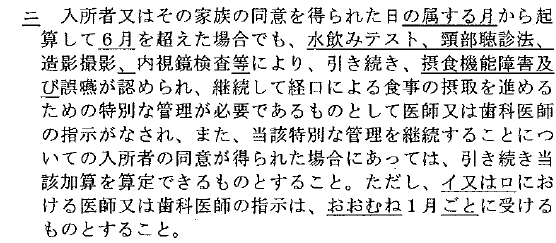 三　入所者又はその家族の同意を得られた日の属する月から起
算して６月を超えた場合でも、水飲みテスト、頸部聴診法、
造影撮影、内視鏡検査等により、引き続き、摂食機能障害及
び誤嚥が認められ、継続して経口による食事の摂取を進める
ための特別な管理が必要であるものとして医師又は歯科医師
の指示がなされ、また、当該特別な管理を継続することにつ
いての入所者の同意が得られた場合にあっては、引き続き当
該加算を算定できるものとすること。ただし、イ又はロにお
ける医師又は歯科医師の指示は、おおむね１月ごとに受ける
ものとすること。